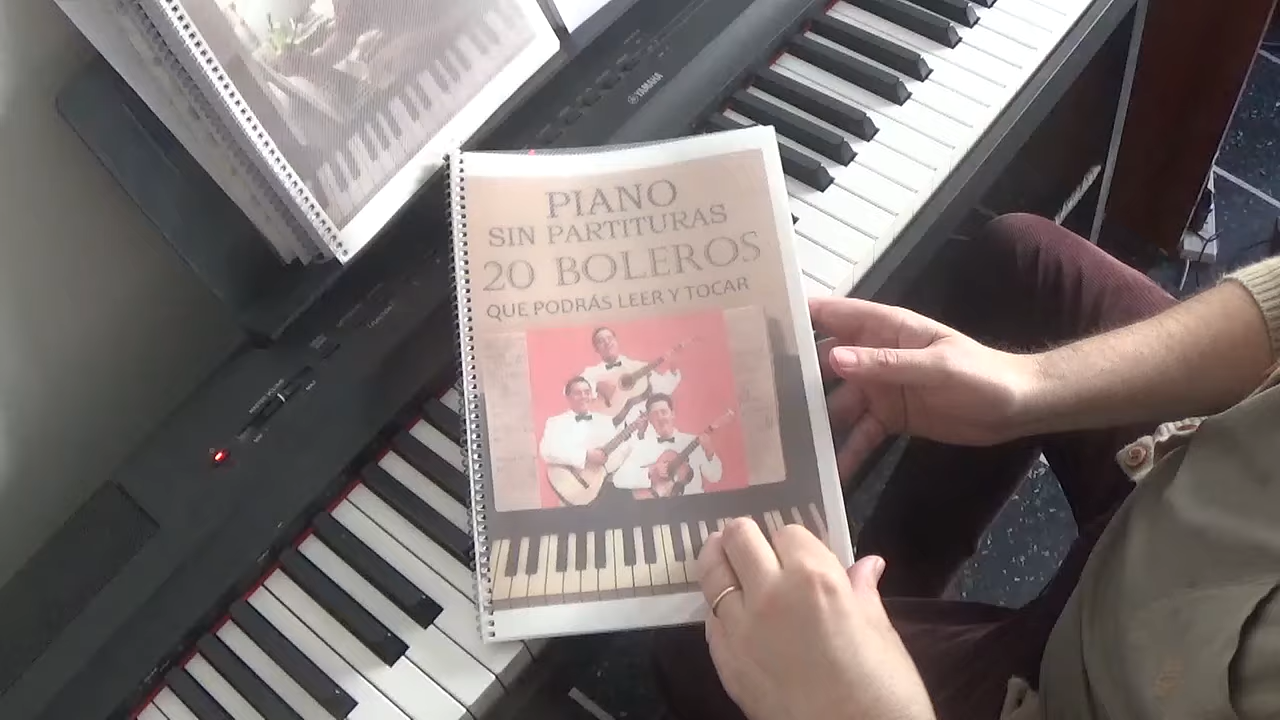 YAMAHA
PIANO
SIN PARTITURAS
20 BOLEROS
QUE PODRÁS LEER Y TOCAR